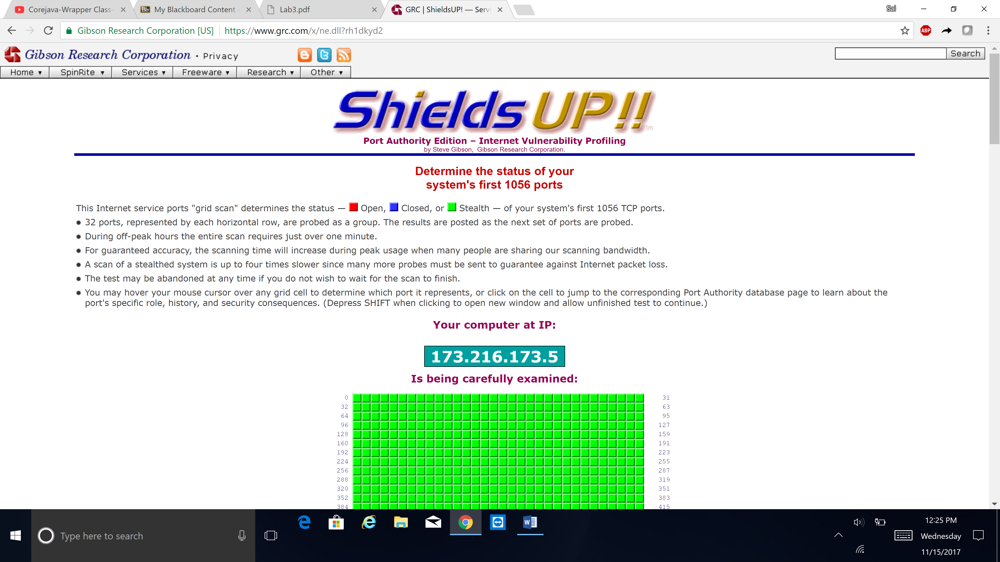 Corejava-Wrapper Class-
My Blackboard Content -
Lab3.pdf
GRC | ShieldsUP! — Servi
Sai
Gibson Research Corporation [US]
https://www.grc.com/x/ne.dll?rh1dkyd2
ABP
Gibson Research Corporation · Privacy
Search
Home ▾ SpinRite ▾ Services ▾ Freeware ▾ Research ▾ Other ▾
ShieldsUP!! tm
Port Authority Edition – Internet Vulnerability Profiling
by Steve Gibson, Gibson Research Corporation.
Determine the status of your
system's first 1056 ports
This Internet service ports "grid scan" determines the status — Open, Closed, or Stealth — of your system's first 1056 TCP ports.
32 ports, represented by each horizontal row, are probed as a group. The results are posted as the next set of ports are probed.
During off-peak hours the entire scan requires just over one minute.
For guaranteed accuracy, the scanning time will increase during peak usage when many people are sharing our scanning bandwidth.
A scan of a stealthed system is up to four times slower since many more probes must be sent to guarantee against Internet packet loss.
The test may be abandoned at any time if you do not wish to wait for the scan to finish.
You may hover your mouse cursor over any grid cell to determine which port it represents, or click on the cell to jump to the corresponding Port Authority database page to learn about the
port's specific role, history, and security consequences. (Depress SHIFT when clicking to open new window and allow unfinished test to continue.)
Your computer at IP:
173.216.173.5
Is being carefully examined:
0 31
32 63
64 95
96 127
128 159
160 191
192 223
224 255
256 287
288 319
320 351
352 383
384 415
Type here to search
12:25 PM
Wednesday
11/15/2017